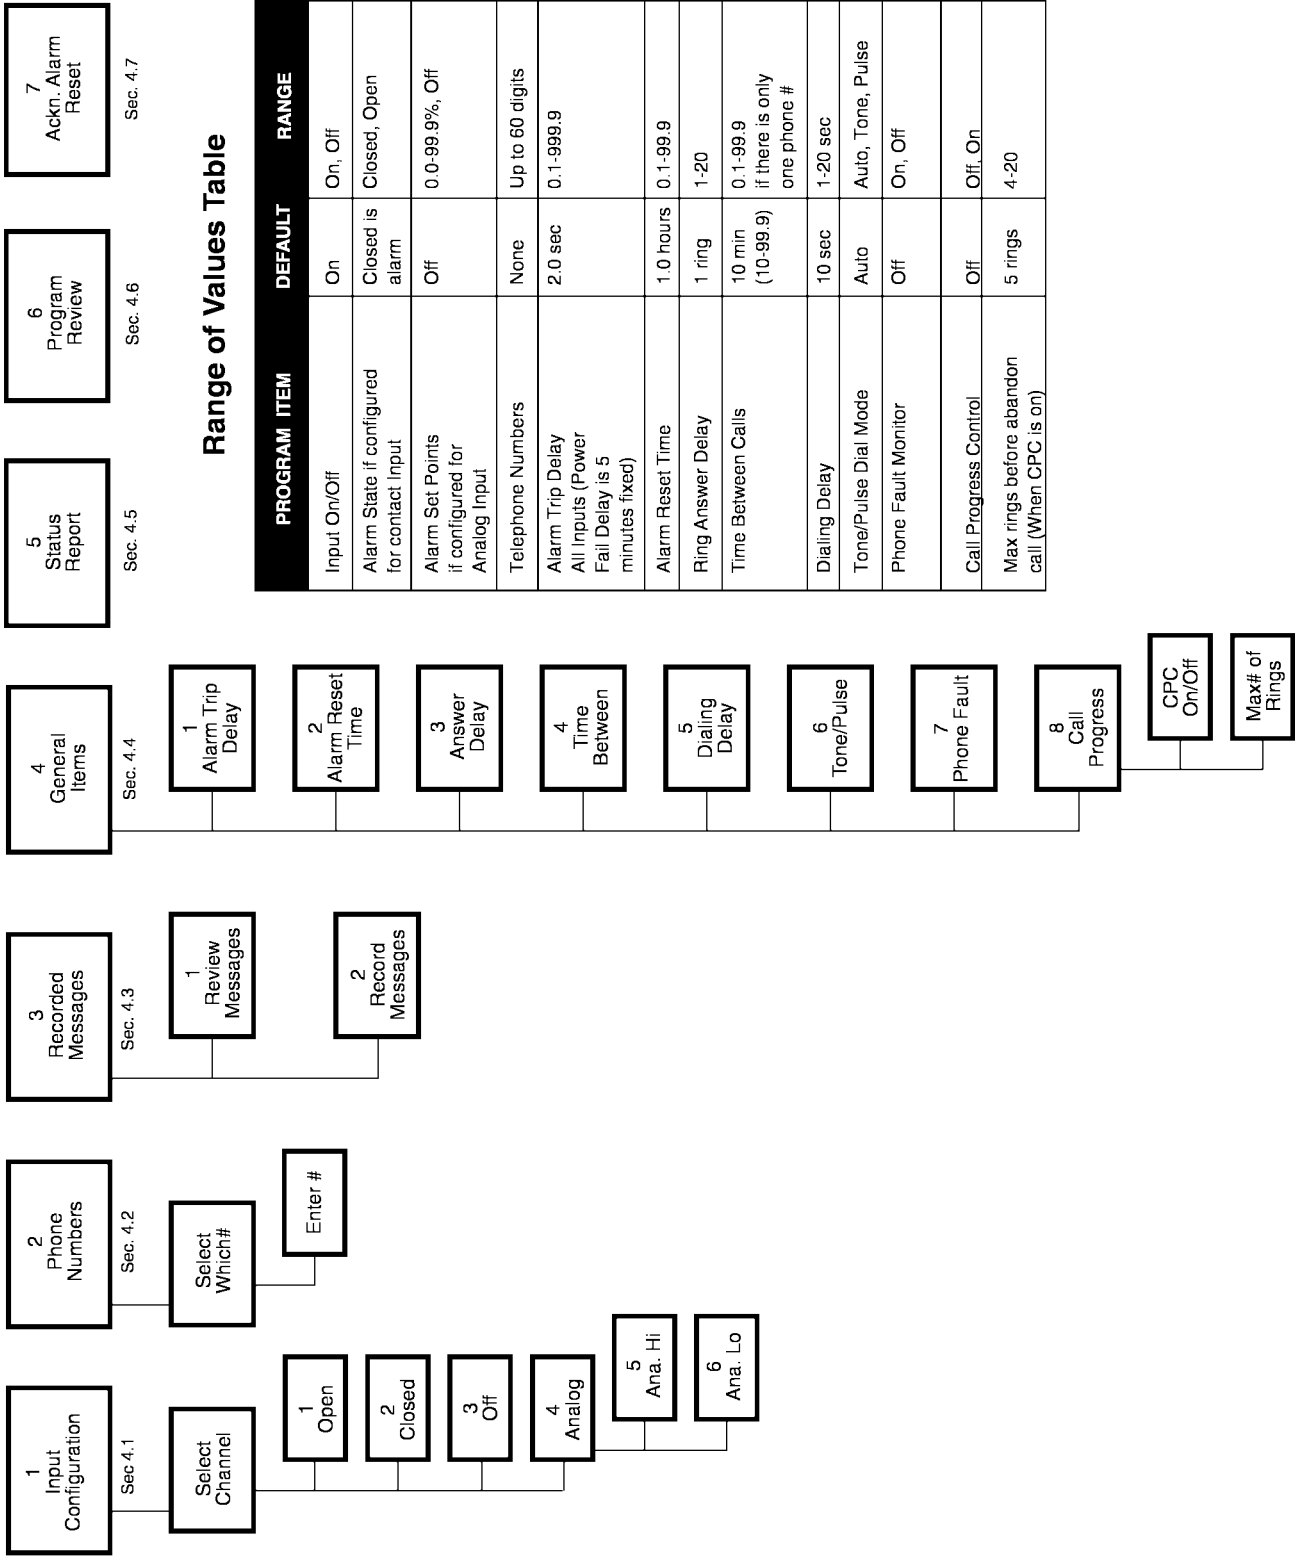 1
Input
Configuration
Sec 4.1
Select
Channel
1
Open
2
Closed
3
Off
4
Analog
5
Ana. Hi
6
Ana. Lo
2
Phone
Numbers
Sec. 4.2
Select
Which#
Enter #
3
Recorded
Messages
Sec. 4.3
1
Review
Messages
2
Record
Messages
4
General
Items
Sec. 4.4
1
Alarm Trip
Delay
2
Alarm Reset
Time
3
Answer
Delay
4
Time
Between
5
Dialing
Delay
6
Tone/Pulse
7
Phone Fault
8
Call
Progress
CPC
On/Off
Max# of
Rings
5
Status
Report
Sec. 4.5
6
Program
Review
Sec. 4.6
7
Ackn. Alarm
Reset
Sec. 4.7
Range of Values Table
PROGRAM ITEM DEFAULT RANGE
Input On/Off On On, Off
Alarm State if configured Closed is Closed, Open
for contact Input alarm
Alarm Set Points Off 0.0-99.9%, Off
if configured for
Analog Input
Telephone Numbers None Up to 60 digits
Alarm Trip Delay 2.0 sec 0.1-999.9
All Inputs (Power
Fail Delay is 5
minutes fixed)
Alarm Reset Time 1.0 hours 0.1-99.9
Ring Answer Delay 1 ring 1-20
Time Between Calls 10 min 0.1-99.9
(10-99.9) if there is only
one phone #
Dialing Delay 10 sec 1-20 sec
Tone/Pulse Dial Mode Auto Auto, Tone, Pulse
Phone Fault Monitor Off On, Off
Call Progress Control Off Off, On
Max rings before abandon 5 rings 4-20
call (When CPC is on)